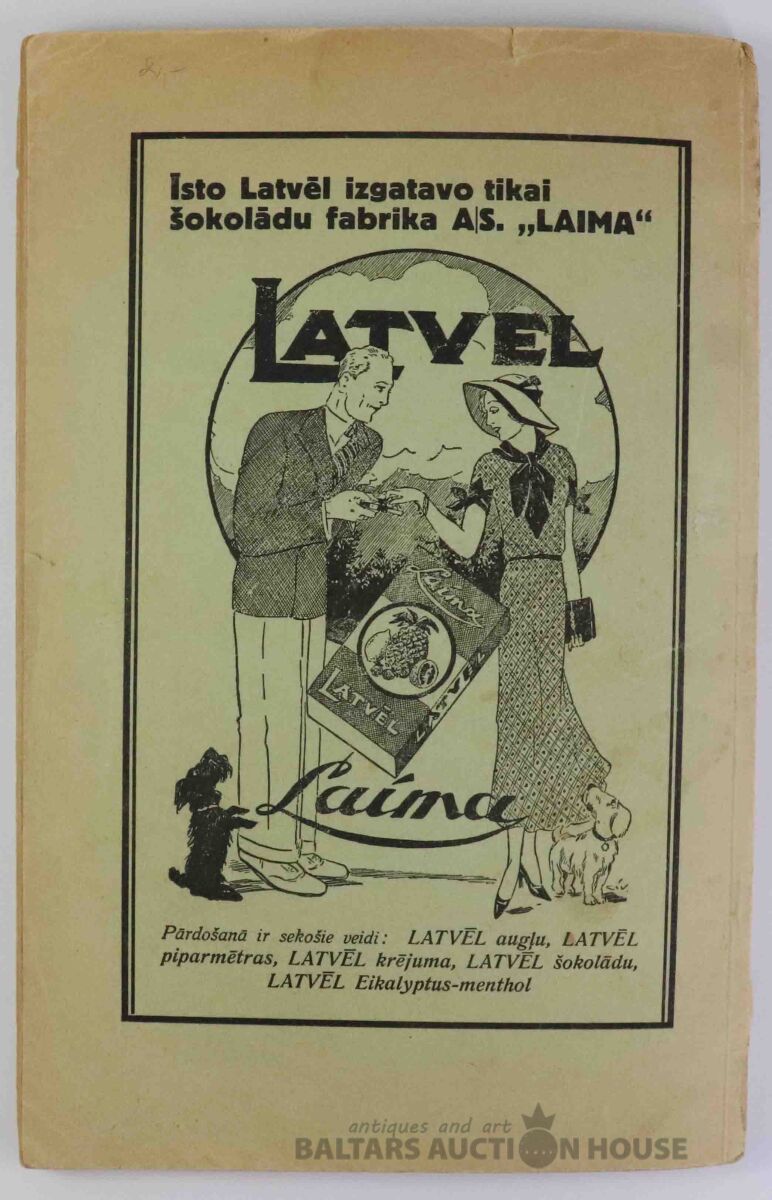 2,-
Īsto Latvēl izgatavo tikai
šokolādu fabrika A|S. „LAIMA“
LATVEL
Laima
LATVĒL
LATVĒL
Laima
Pārdošanā ir sekošie veidi: LATVĒL augļu, LATVĒL
piparmētras, LATVĒL krējuma, LATVĒL šokolādu,
LATVĒL Eikalyptus-menthol
antiques and art
BALTARS AUCTION HOUSE